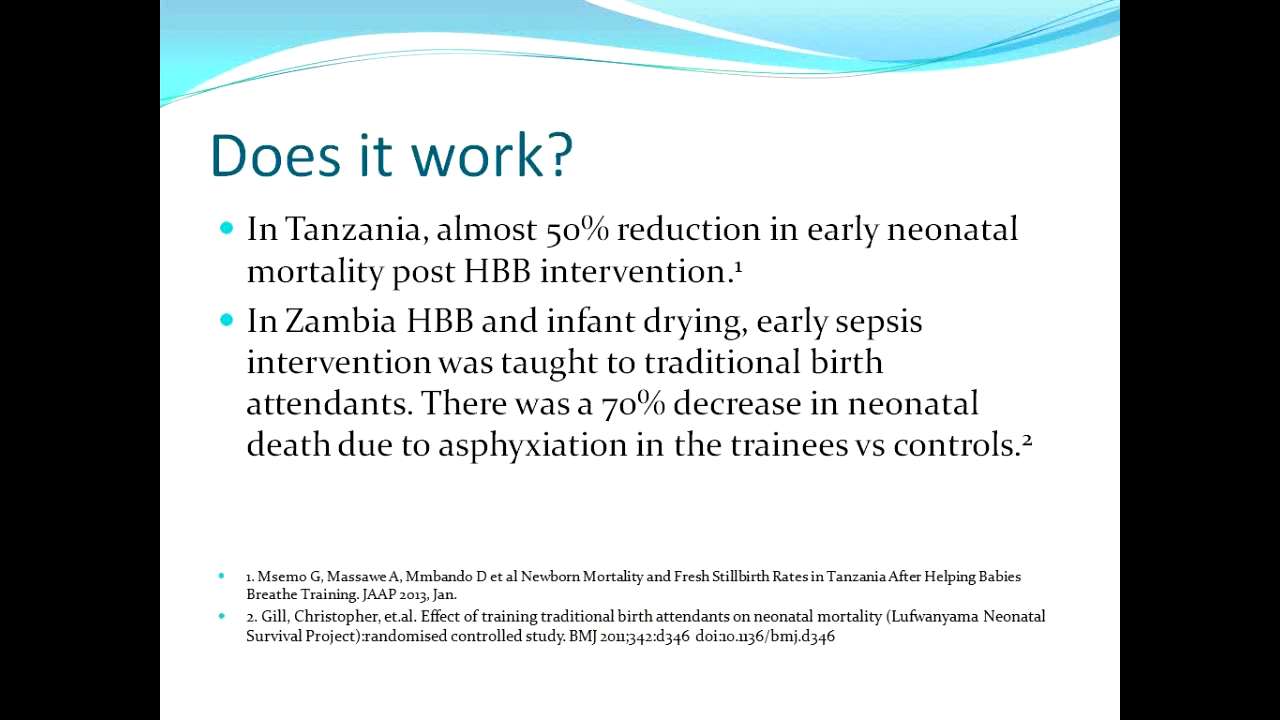 Does it work?
• In Tanzania, almost 50% reduction in early neonatal
mortality post HBB intervention.¹
• In Zambia HBB and infant drying, early sepsis
intervention was taught to traditional birth
attendants. There was a 70% decrease in neonatal
death due to asphyxiation in the trainees vs controls.²
• 1. Msemo G, Massawe A, Mmbando D et al Newborn Mortality and Fresh Stillbirth Rates in Tanzania After Helping Babies
Breathe Training. JAAP 2013, Jan.
• 2. Gill, Christopher, et.al. Effect of training traditional birth attendants on neonatal mortality (Lufwanyama Neonatal
Survival Project):randomised controlled study. BMJ 2011;342:d346 doi:10.1136/bmj.d346